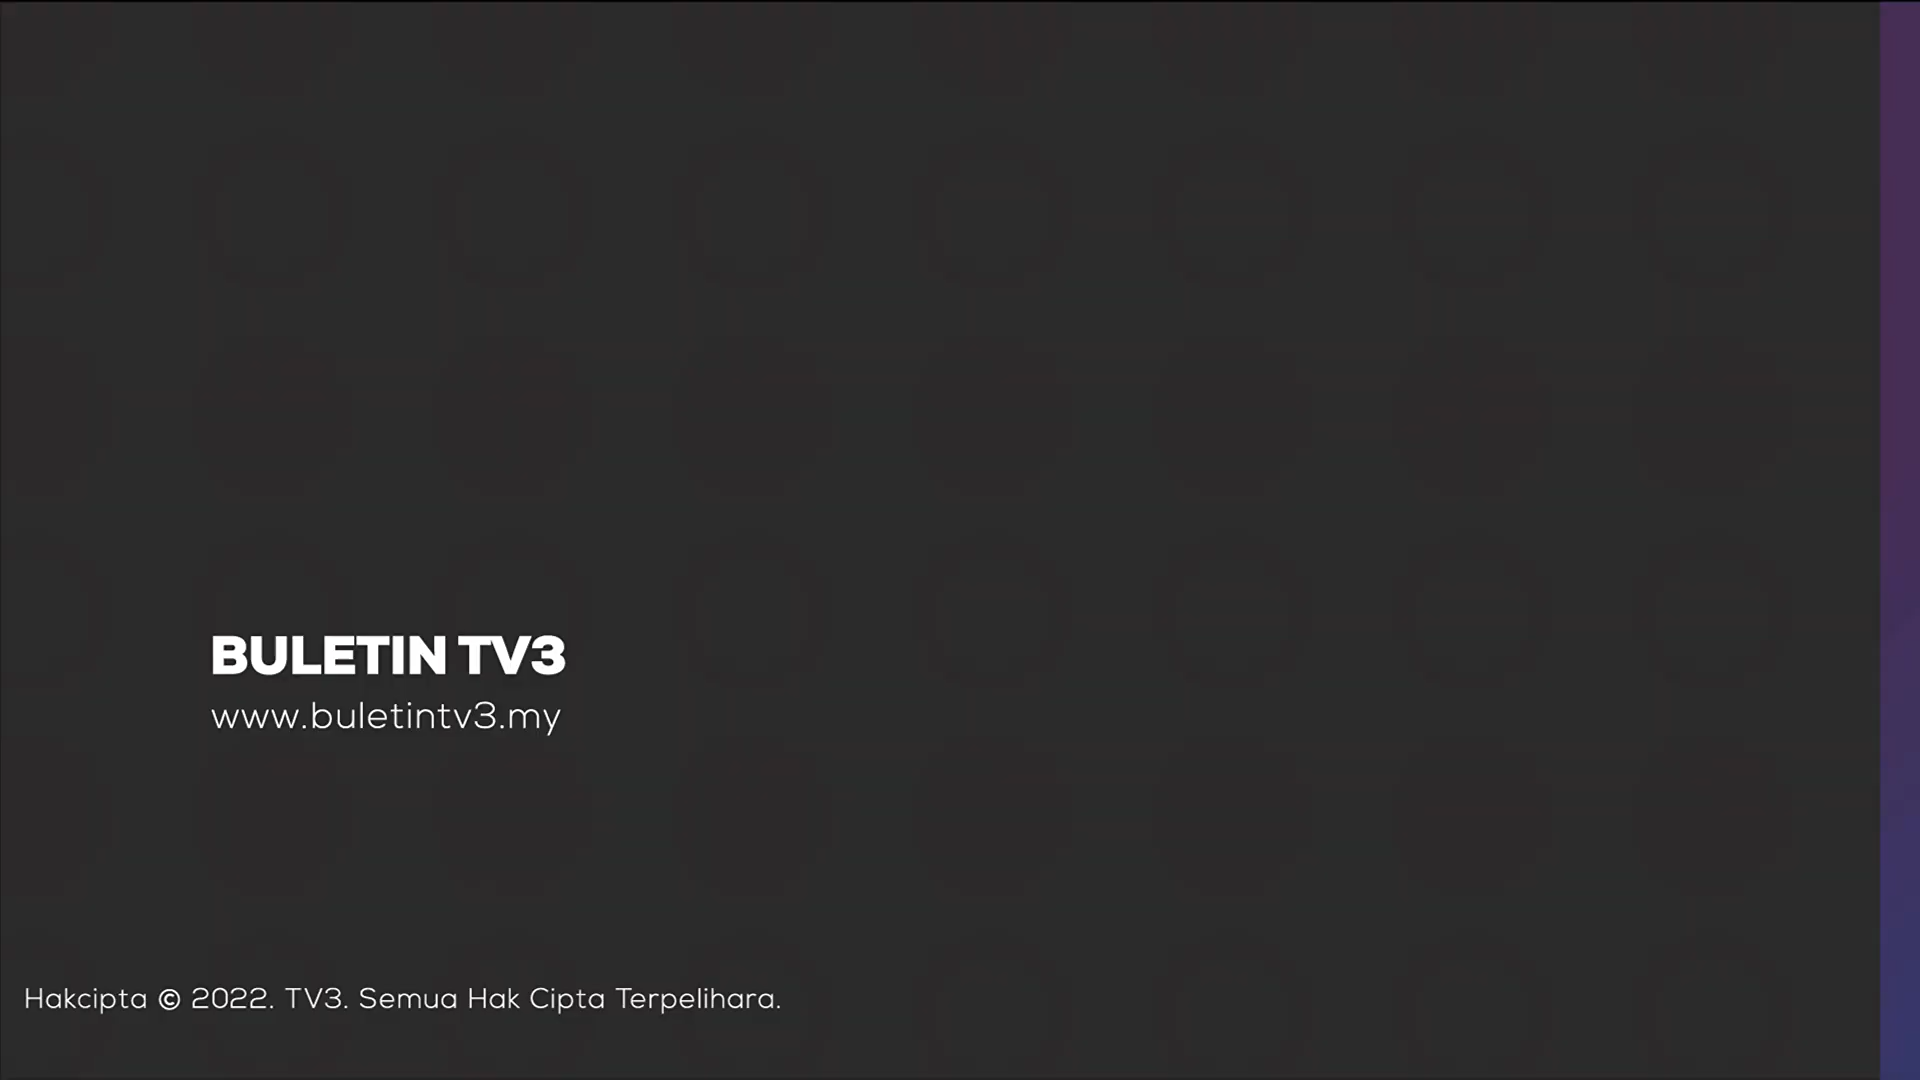 BULETIN TV3
www.buletintv3.my
Hakcipta © 2022. TV3. Semua Hak Cipta Terpelihara.